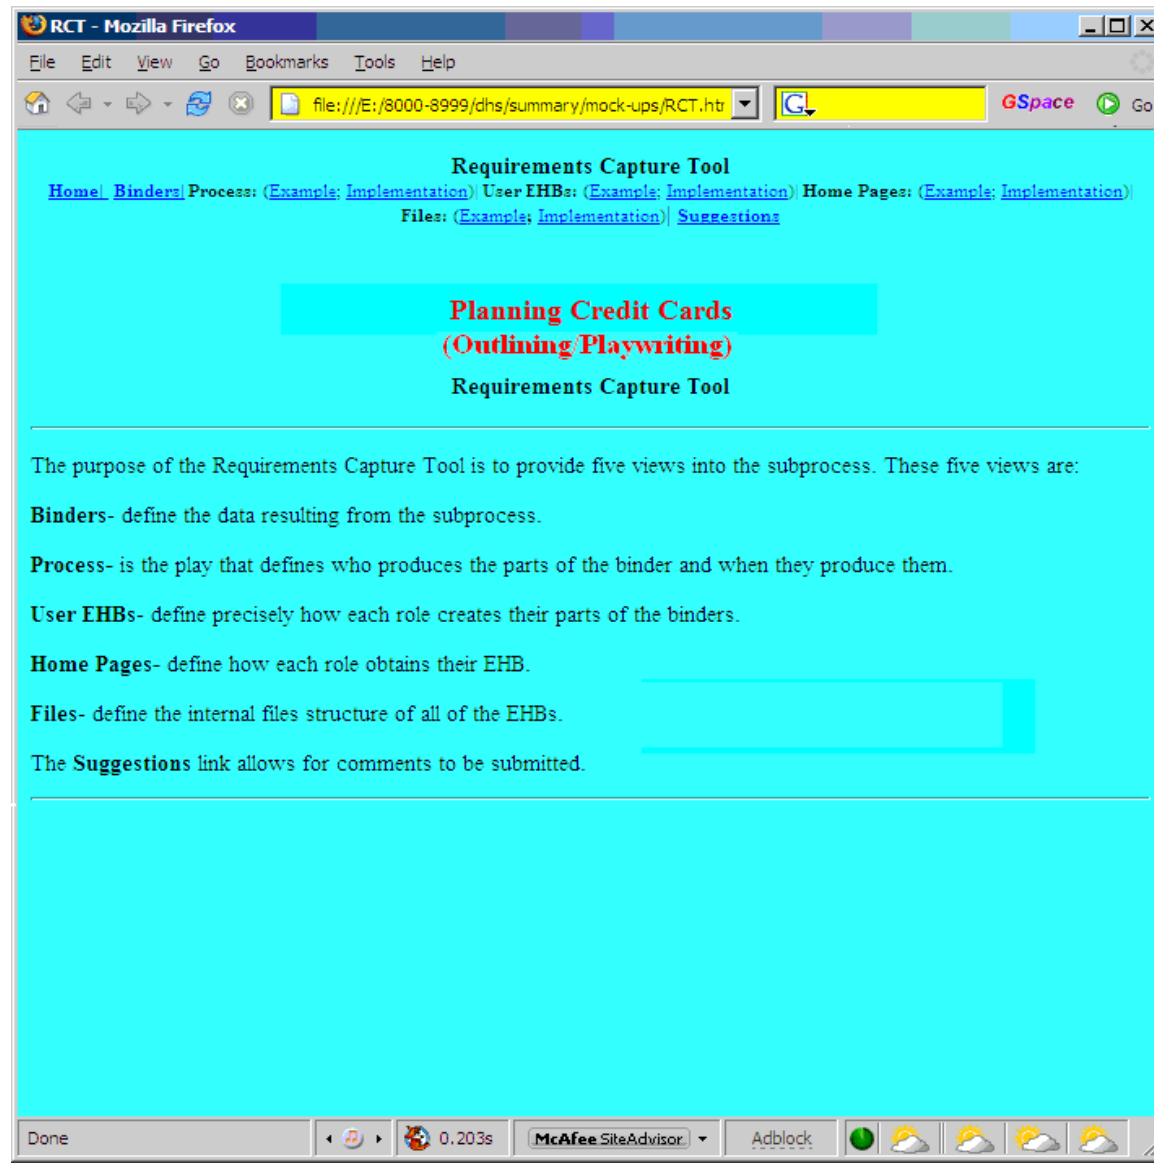 RCT - Mozilla Firefox
File Edit View Go Bookmarks Tools Help
file:///E:/8000-8999/dhs/summary/mock-ups/RCT.htr G GSpace Go
Requirements Capture Tool
Home| Binders| Process: (Example; Implementation)| User EHBs: (Example; Implementation)| Home Pages: (Example; Implementation)|
Files: (Example; Implementation)| Suggestions
Planning Credit Cards
(Outlining/Playwriting)
Requirements Capture Tool
The purpose of the Requirements Capture Tool is to provide five views into the subprocess. These five views are:
Binders- define the data resulting from the subprocess.
Process- is the play that defines who produces the parts of the binder and when they produce them.
User EHBs- define precisely how each role creates their parts of the binders.
Home Pages- define how each role obtains their EHB.
Files- define the internal files structure of all of the EHBs.
The Suggestions link allows for comments to be submitted.
Done 0.203s McAfee SiteAdvisor Adblock